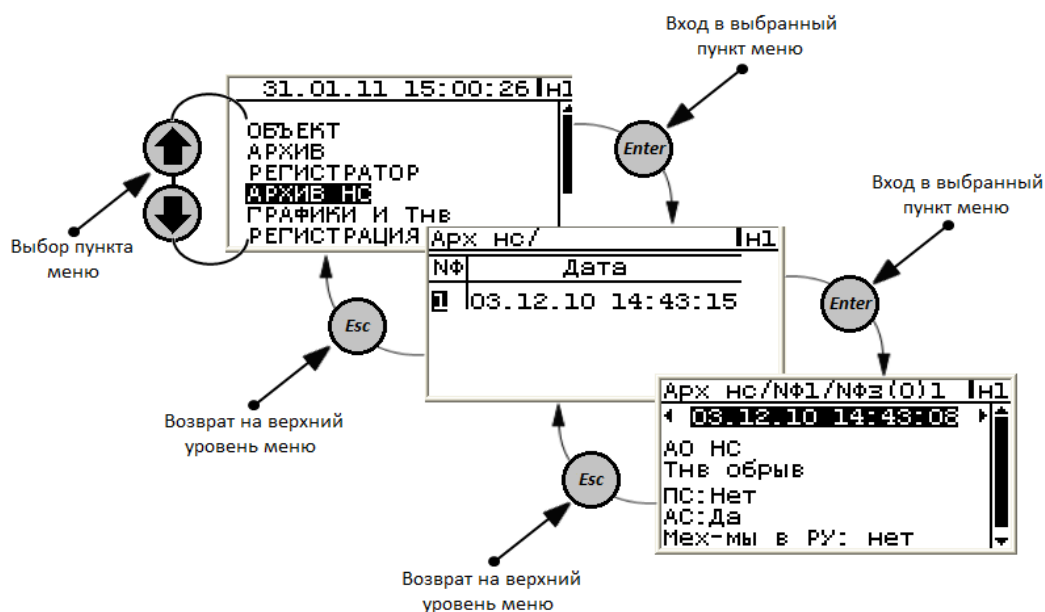 Вход в выбранный
пункт меню
31.01.11 15:00:26 Н1
ОБЪЕКТ
АРХИВ
РЕГИСТРАТОР
АРХИВ НС
ГРАФИКИ И Тнв
РЕГИСТРАЦИЯ
Enter
Выбор пункта
меню
Вход в выбранный
пункт меню
Арх нс/ Н1
NФ Дата
1 03.12.10 14:43:15
Enter
Esc
Возврат на верхний
уровень меню
Арх нс/NФ1/NФз(0)1 Н1
03.12.10 14:43:08
АО НС
Тнв обрыв
ПС:Нет
АС:Да
Мех-мы в РУ: нет
Esc
Возврат на верхний
уровень меню